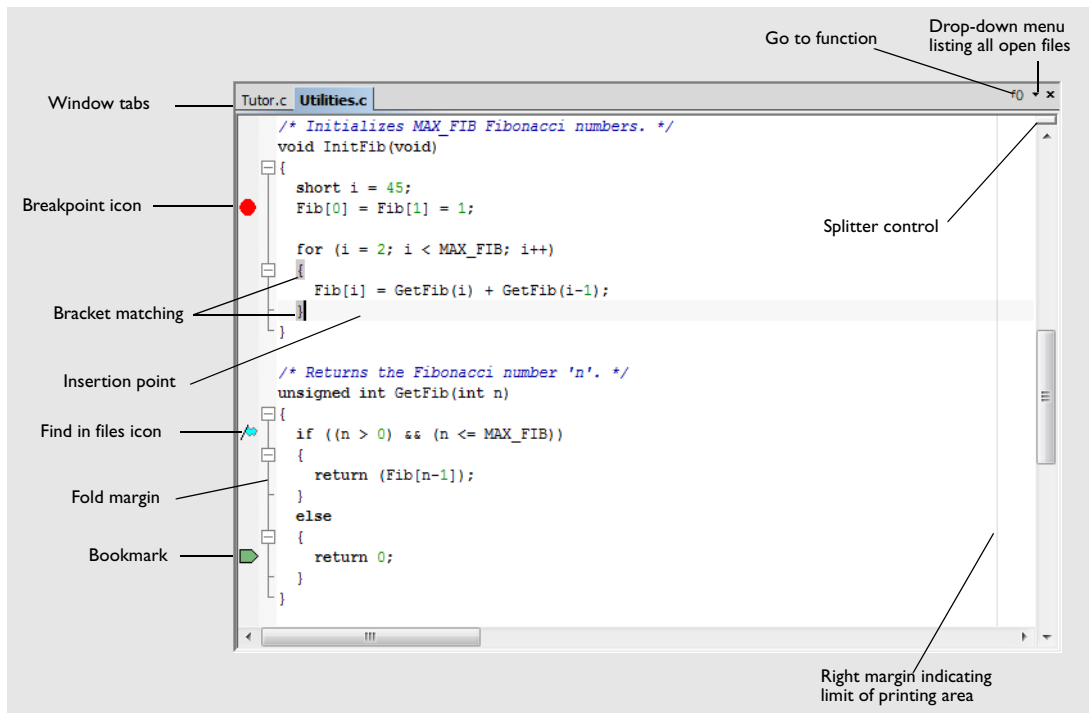 Go to function
Drop-down menu
listing all open files
Window tabs
Tutor.c Utilities.c
f()
/* Initializes MAX_FIB Fibonacci numbers. */
void InitFib(void)
{
short i = 45;
Breakpoint icon
Fib[0] = Fib[1] = 1;
Splitter control
for (i = 2; i < MAX_FIB; i++)
{
Fib[i] = GetFib(i) + GetFib(i-1);
Bracket matching
}
}
Insertion point
/* Returns the Fibonacci number 'n'. */
unsigned int GetFib(int n)
{
Find in files icon
if ((n > 0) && (n <= MAX_FIB))
{
return (Fib[n-1]);
Fold margin
}
else
{
Bookmark
return 0;
}
}
Right margin indicating
limit of printing area